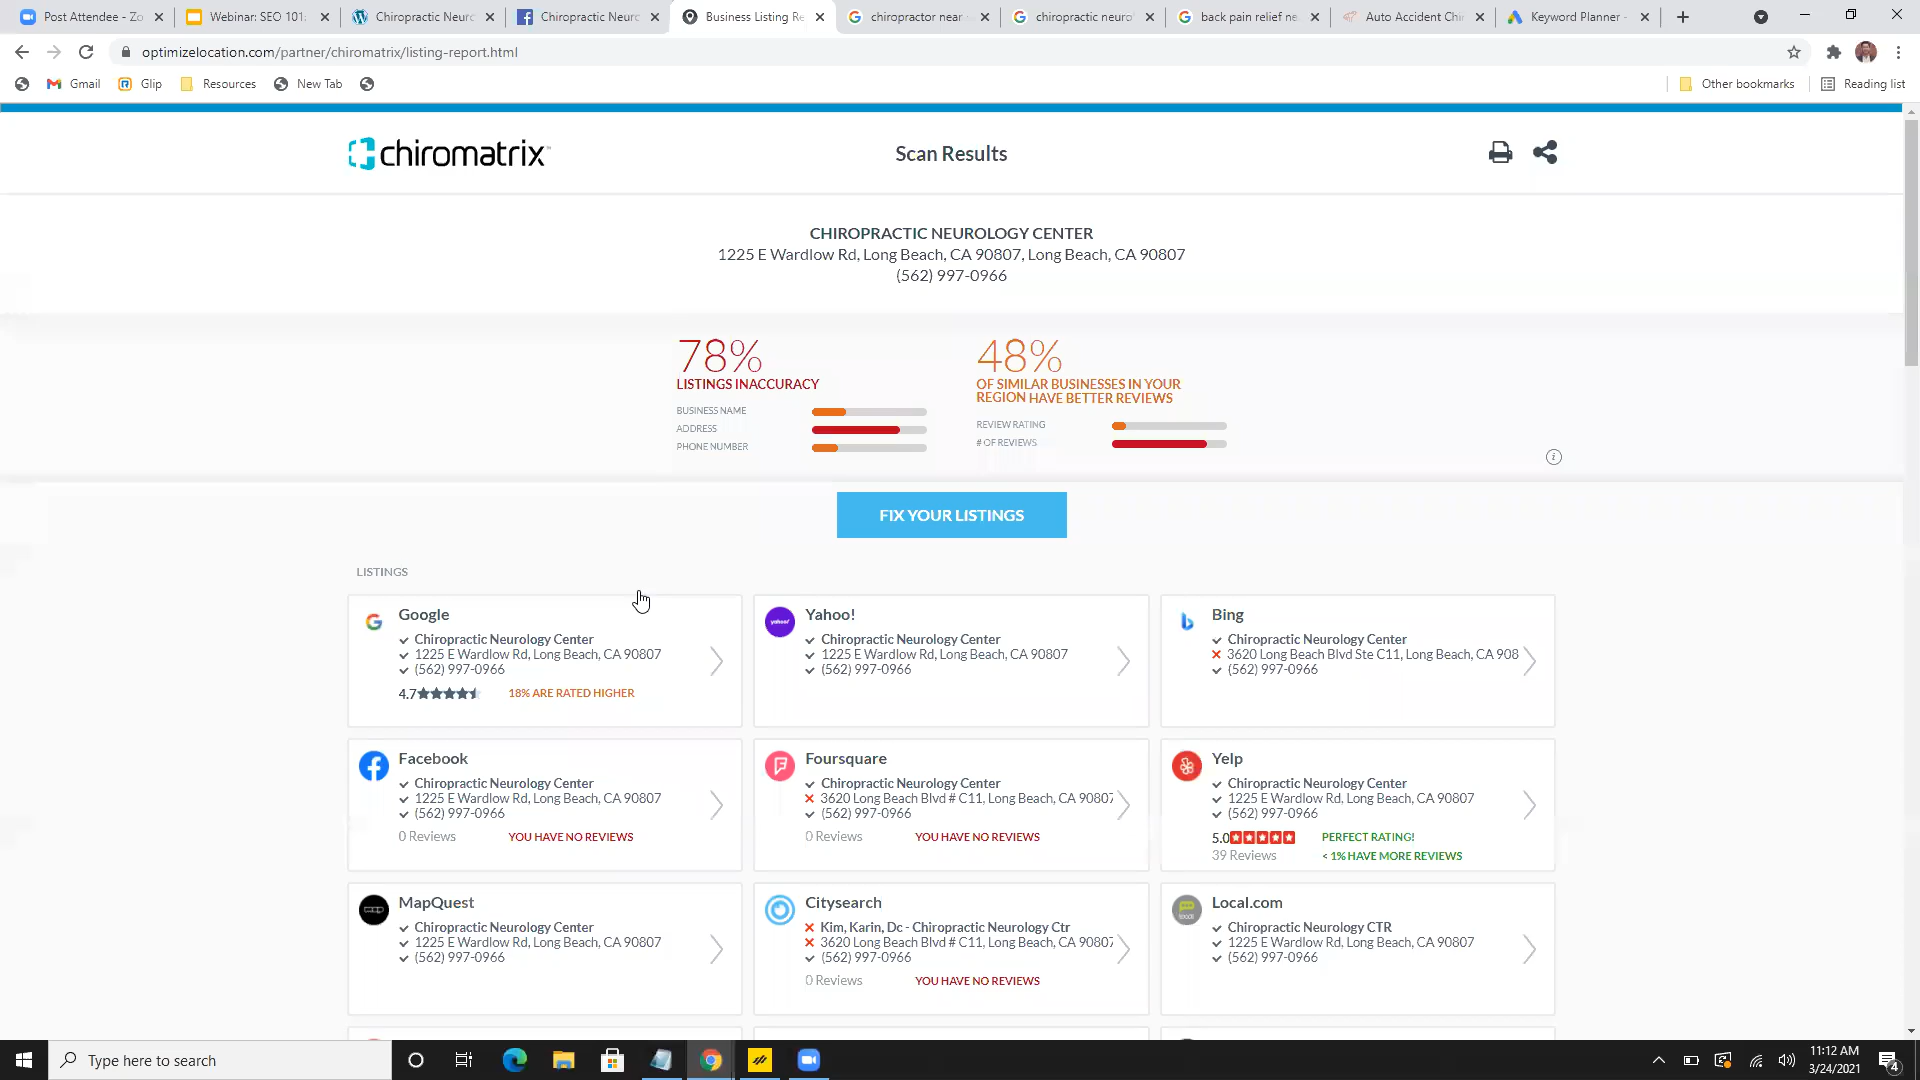 Post Attendee - Zo
Webinar: SEO 101
Chiropractic Neuro
Chiropractic Neuro
Business Listing Re
chiropractor near
chiropractic neuro
back pain relief ne
Auto Accident Chi
Keyword Planner -
optimizelocation.com/partner/chiromatrix/listing-report.html
Gmail
Glip
Resources
New Tab
Other bookmarks
Reading list
chiromatrix
Scan Results
CHIROPRACTIC NEUROLOGY CENTER
1225 E Wardlow Rd, Long Beach, CA 90807, Long Beach, CA 90807
(562) 997-0966
78%
LISTINGS INACCURACY
BUSINESS NAME
ADDRESS
PHONE NUMBER
48%
OF SIMILAR BUSINESSES IN YOUR
REGION HAVE BETTER REVIEWS
REVIEW RATING
# OF REVIEWS
FIX YOUR LISTINGS
LISTINGS
Google
Chiropractic Neurology Center
1225 E Wardlow Rd, Long Beach, CA 90807
(562) 997-0966
4.7
18% ARE RATED HIGHER
Yahoo!
Chiropractic Neurology Center
1225 E Wardlow Rd, Long Beach, CA 90807
(562) 997-0966
Bing
Chiropractic Neurology Center
3620 Long Beach Blvd Ste C11, Long Beach, CA 908
(562) 997-0966
Facebook
Chiropractic Neurology Center
1225 E Wardlow Rd, Long Beach, CA 90807
(562) 997-0966
0 Reviews
YOU HAVE NO REVIEWS
Foursquare
Chiropractic Neurology Center
3620 Long Beach Blvd # C11, Long Beach, CA 90807
(562) 997-0966
0 Reviews
YOU HAVE NO REVIEWS
Yelp
Chiropractic Neurology Center
1225 E Wardlow Rd, Long Beach, CA 90807
(562) 997-0966
5.0
PERFECT RATING!
39 Reviews
< 1% HAVE MORE REVIEWS
MapQuest
Chiropractic Neurology Center
1225 E Wardlow Rd, Long Beach, CA 90807
(562) 997-0966
Citysearch
Kim, Karin, Dc - Chiropractic Neurology Ctr
3620 Long Beach Blvd # C11, Long Beach, CA 90807
(562) 997-0966
0 Reviews
YOU HAVE NO REVIEWS
Local.com
Chiropractic Neurology CTR
1225 E Wardlow Rd, Long Beach, CA 90807
(562) 997-0966
Type here to search
11:12 AM
3/24/2021
4